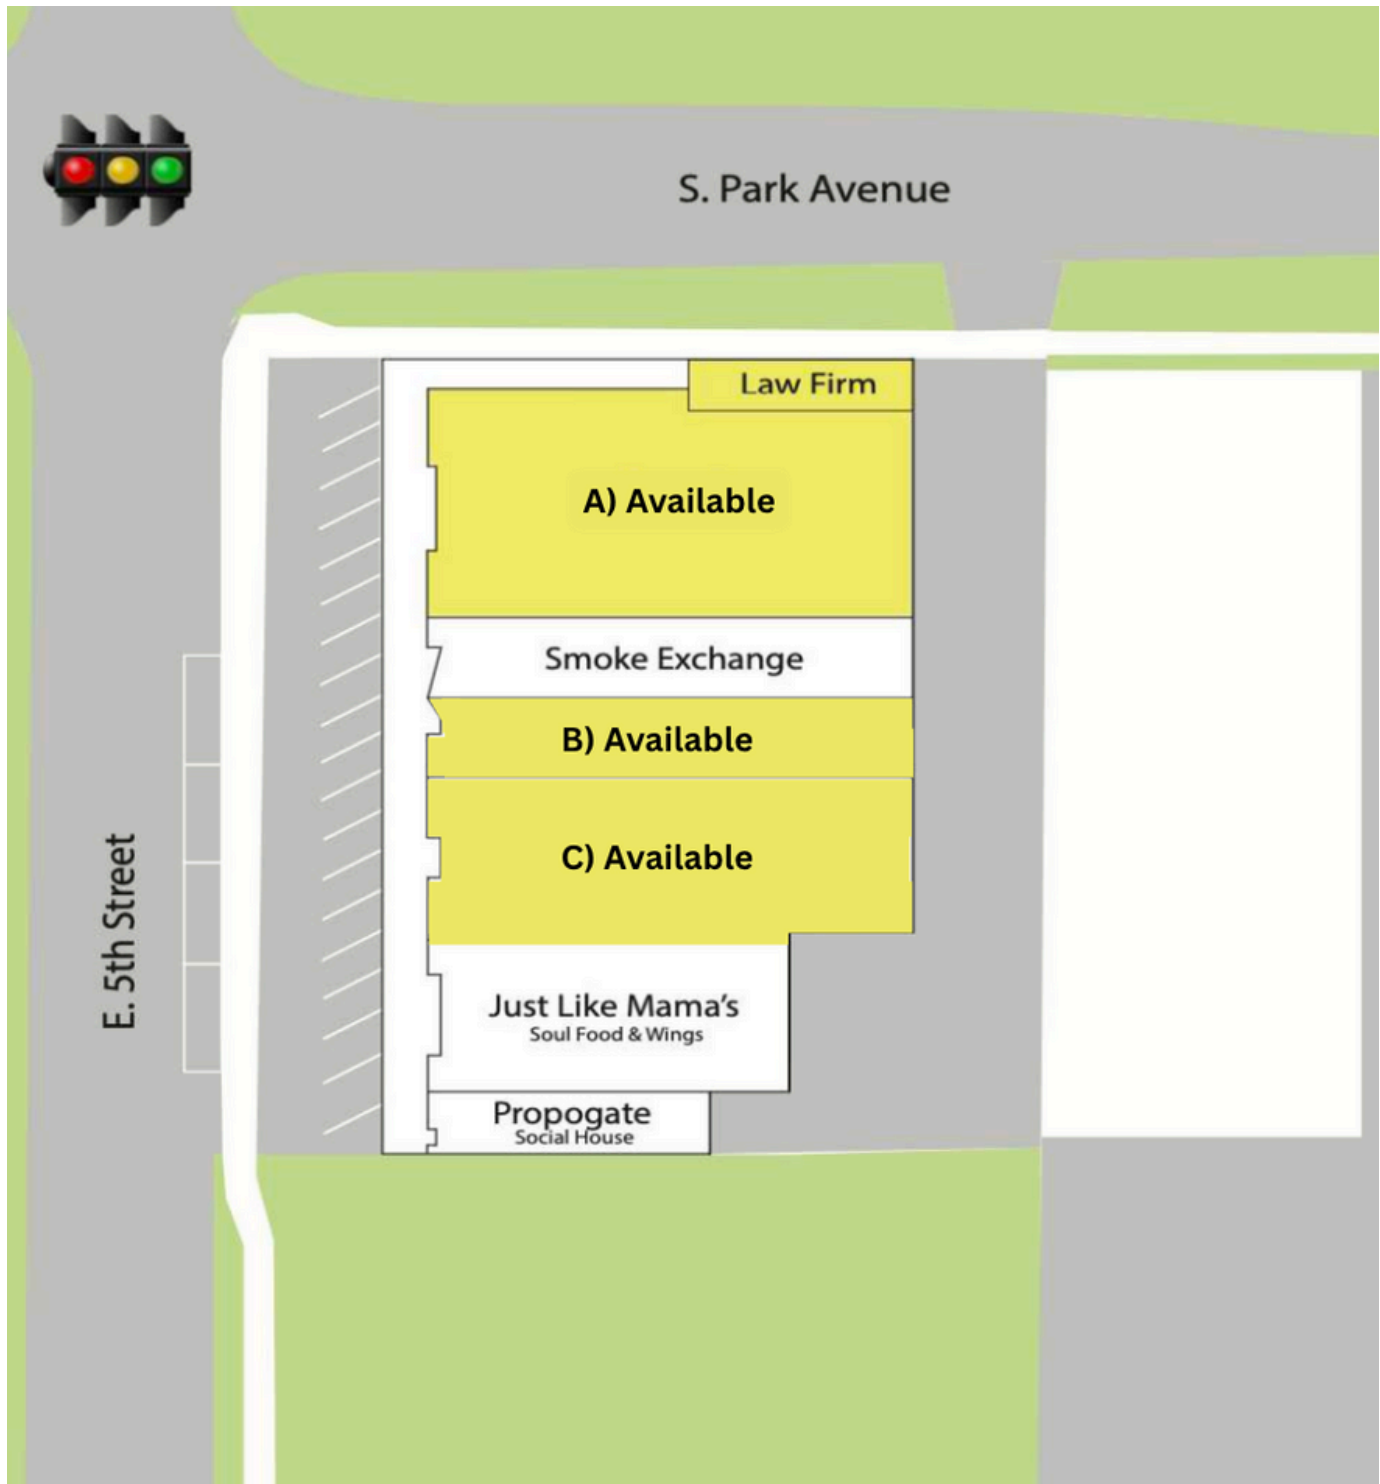 S. Park Avenue
Law Firm
A) Available
Smoke Exchange
B) Available
C) Available
E. 5th Street
Just Like Mama's
Soul Food & Wings
Propogate
Social House